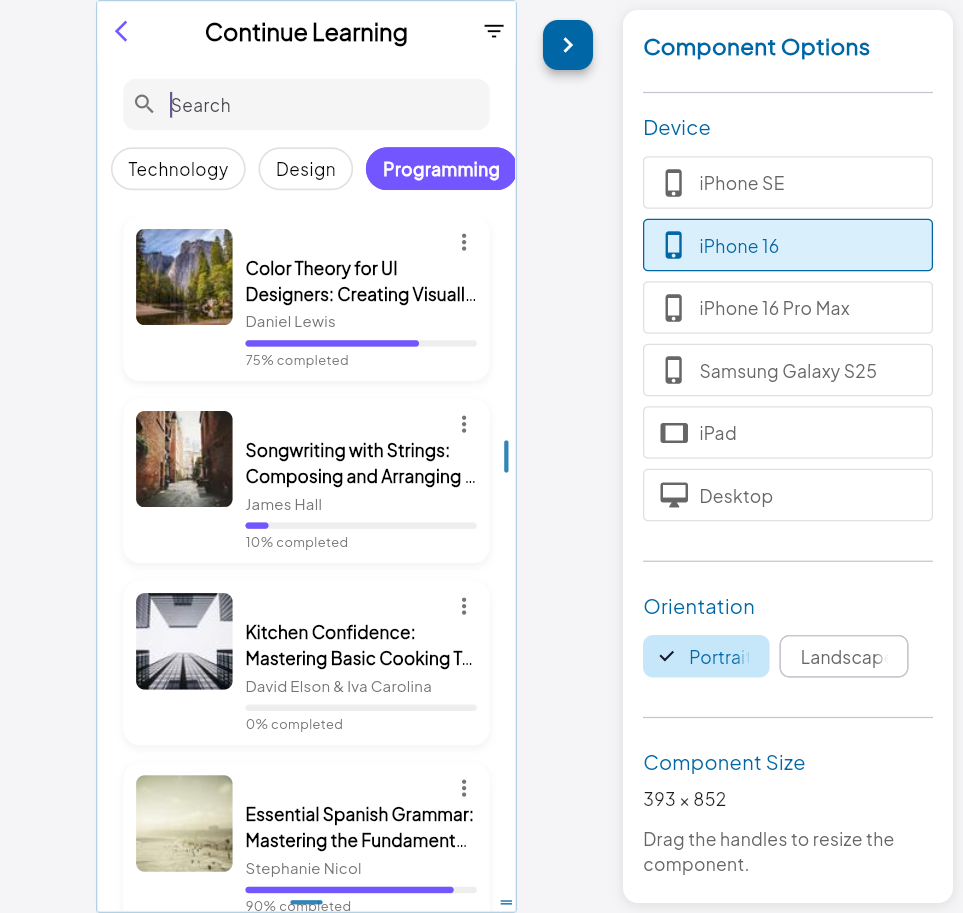 Continue Learning
Search
Technology
Design
Programming
Color Theory for UI
Designers: Creating Visuall...
Daniel Lewis
75% completed
Songwriting with Strings:
Composing and Arranging ...
James Hall
10% completed
Kitchen Confidence:
Mastering Basic Cooking T...
David Elson & Iva Carolina
0% completed
Essential Spanish Grammar:
Mastering the Fundament...
Stephanie Nicol
90% completed
Component Options
Device
iPhone SE
iPhone 16
iPhone 16 Pro Max
Samsung Galaxy S25
iPad
Desktop
Orientation
Portrai
Landscap
Component Size
393 × 852
Drag the handles to resize the
component.